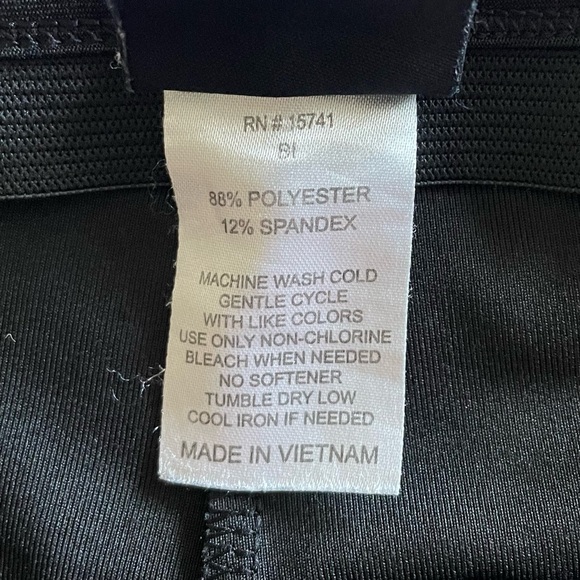 RN # 15741
BI
88% POLYESTER
12% SPANDEX
MACHINE WASH COLD
GENTLE CYCLE
WITH LIKE COLORS
USE ONLY NON-CHLORINE
BLEACH WHEN NEEDED
NO SOFTENER
TUMBLE DRY LOW
COOL IRON IF NEEDED
MADE IN VIETNAM